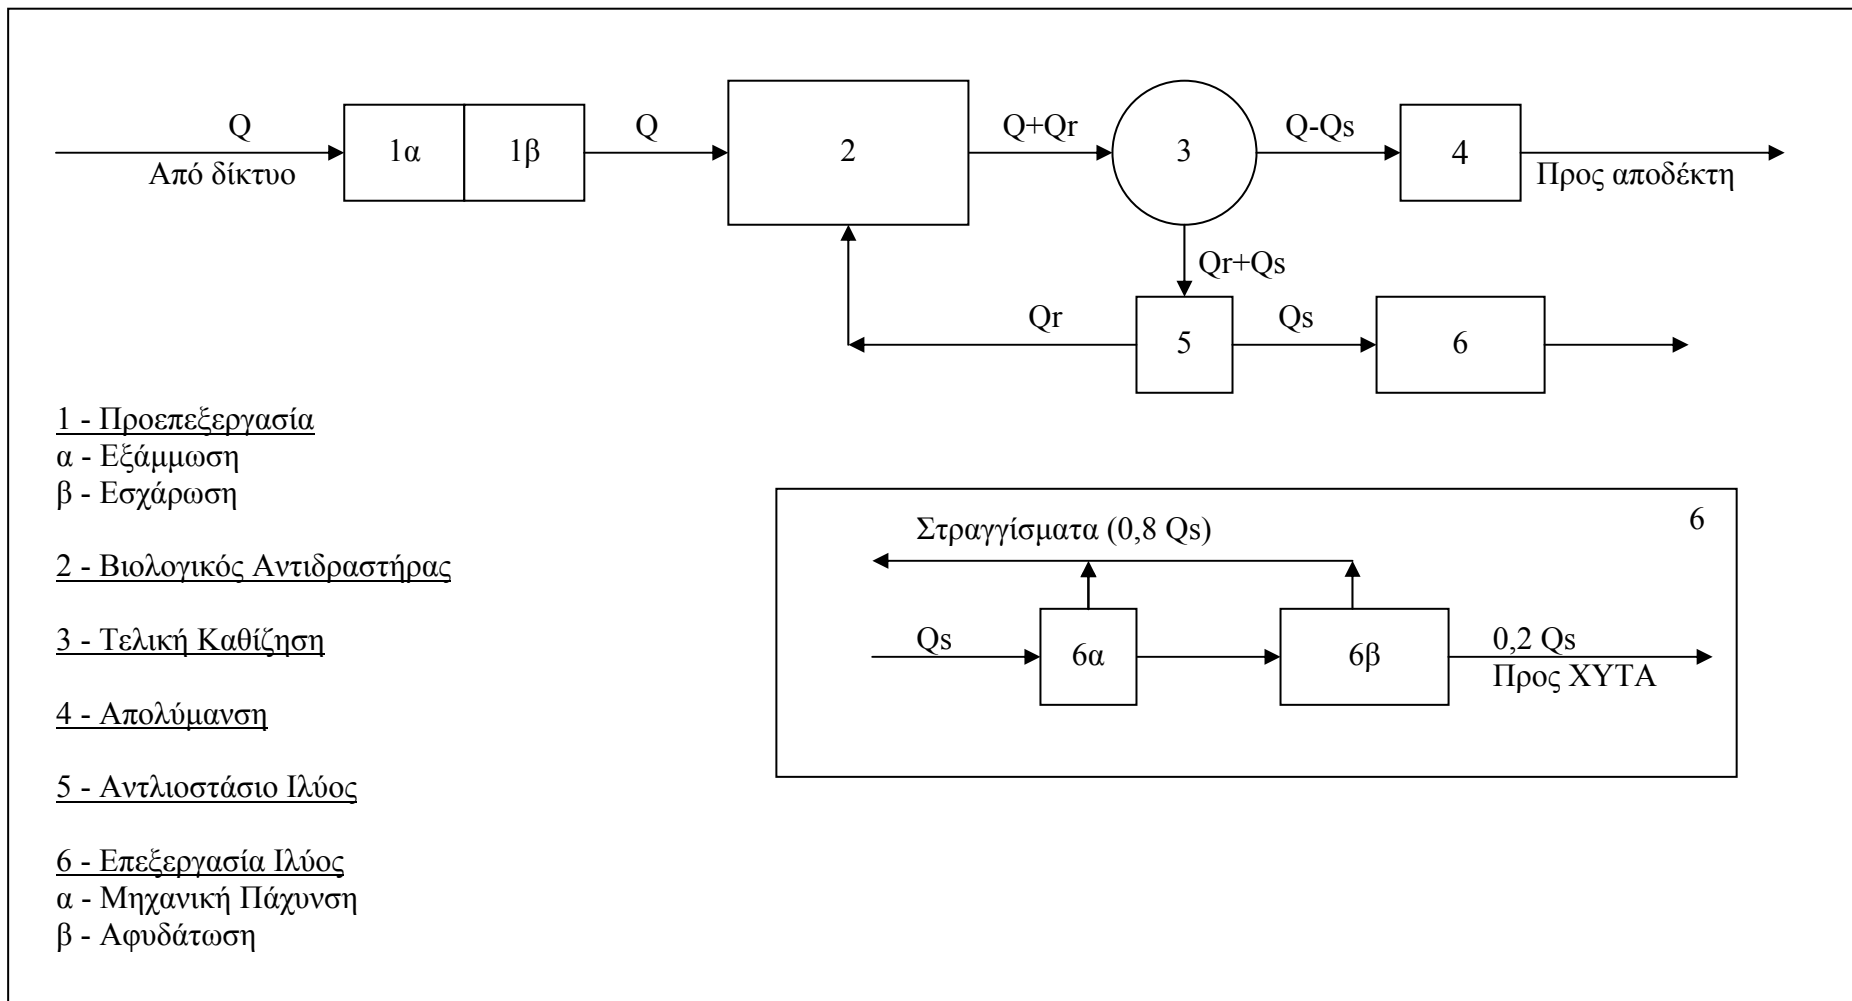 Q
Από δίκτυο
1α
1β
Q
2
Q+Qr
3
Q-Qs
4
Προς αποδέκτη
Qr+Qs
Qr
5
Qs
6
1 - Προεπεξεργασία
α - Εξάμμωση
β - Εσχάρωση
2 - Βιολογικός Αντιδραστήρας
3 - Τελική Καθίζηση
4 - Απολύμανση
5 - Αντλιοστάσιο Ιλύος
6 - Επεξεργασία Ιλύος
α - Μηχανική Πάχυνση
β - Αφυδάτωση
6
Στραγγίσματα (0,8 Qs)
Qs
6α
6β
0,2 Qs
Προς ΧΥΤΑ